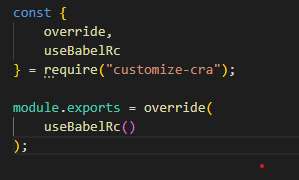 const {
    override,
    useBabelRc
} = require("customize-cra");
module.exports = override(
    useBabelRc()
);